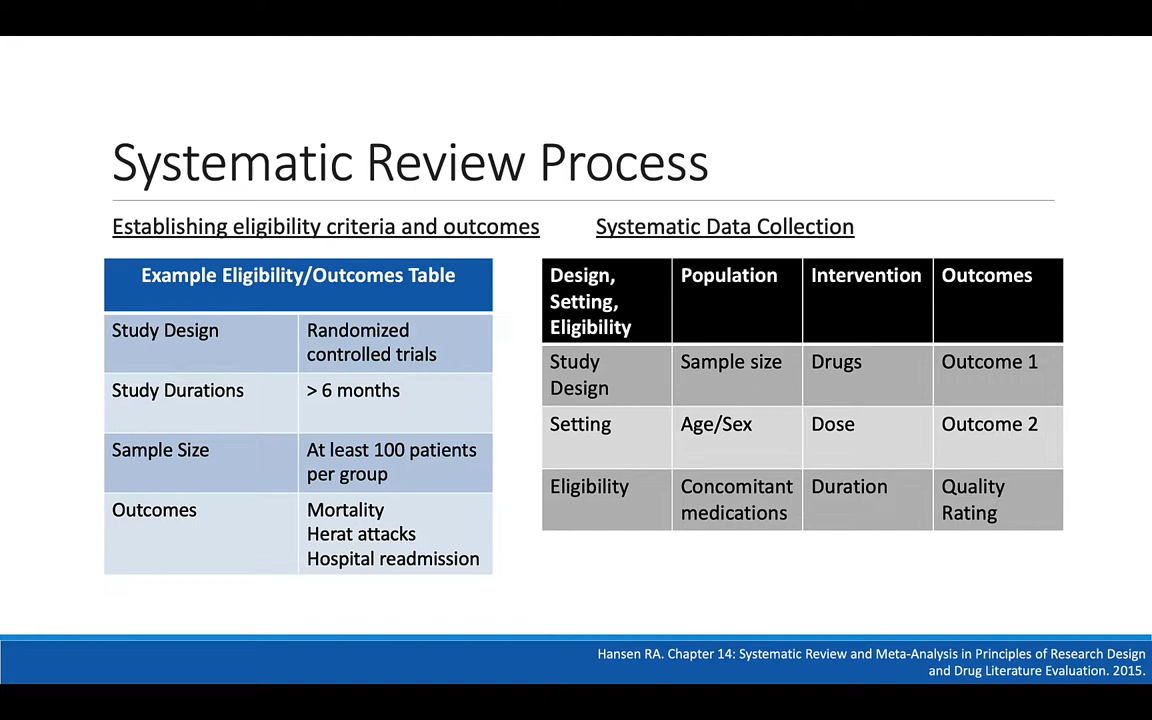 Systematic Review Process
Establishing eligibility criteria and outcomes
Example Eligibility/Outcomes Table
Study Design
Randomized
controlled trials
Study Durations
> 6 months
Sample Size
At least 100 patients
per group
Outcomes
Mortality
Herat attacks
Hospital readmission
Systematic Data Collection
Design,
Setting,
Eligibility
Population
Intervention
Outcomes
Study
Design
Sample size
Drugs
Outcome 1
Setting
Age/Sex
Dose
Outcome 2
Eligibility
Concomitant
medications
Duration
Quality
Rating
Hansen RA. Chapter 14: Systematic Review and Meta-Analysis in Principles of Research Design
and Drug Literature Evaluation. 2015.